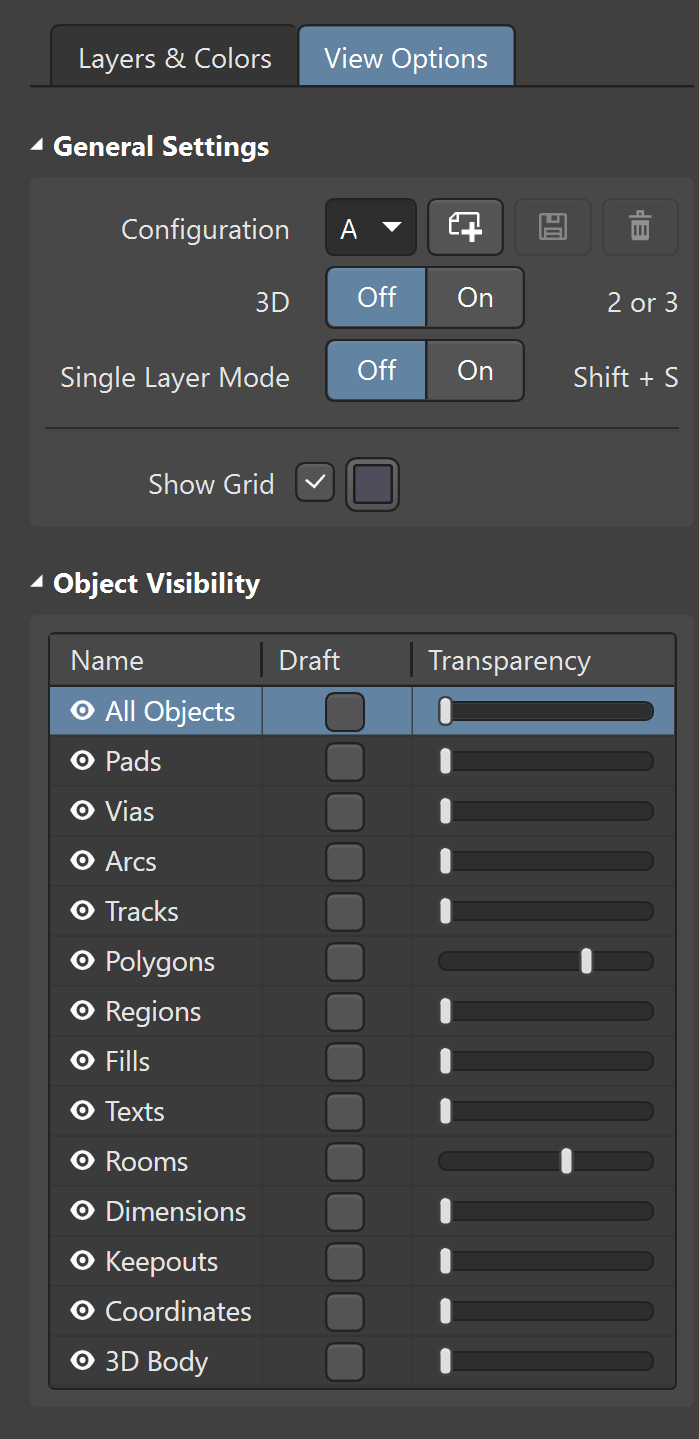 Layers & Colors View Options
General Settings
Configuration A
3D Off On 2 or 3
Single Layer Mode Off On Shift + S
Show Grid
Object Visibility
Name Draft Transparency
All Objects
Pads
Vias
Arcs
Tracks
Polygons
Regions
Fills
Texts
Rooms
Dimensions
Keepouts
Coordinates
3D Body